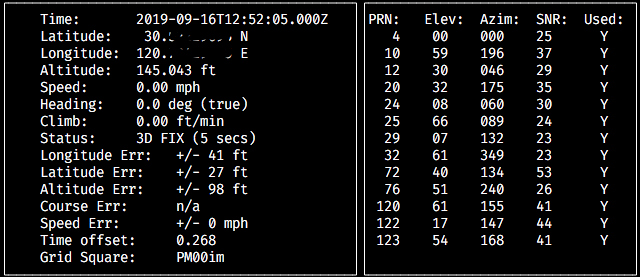 Time: 2019-09-16T12:52:05.000Z
Latitude: 30. N
Longitude: 120. E
Altitude: 145.043 ft
Speed: 0.00 mph
Heading: 0.0 deg (true)
Climb: 0.00 ft/min
Status: 3D FIX (5 secs)
Longitude Err: +/- 41 ft
Latitude Err: +/- 27 ft
Altitude Err: +/- 98 ft
Course Err: n/a
Speed Err: +/- 0 mph
Time offset: 0.268
Grid Square: PM00im
PRN: Elev: Azim: SNR: Used:
4 00 000 25 Y
10 59 196 37 Y
12 30 046 29 Y
20 32 175 35 Y
24 08 060 30 Y
25 66 089 24 Y
29 07 132 23 Y
32 61 349 23 Y
72 40 134 53 Y
76 51 240 26 Y
120 61 155 41 Y
122 17 147 44 Y
123 54 168 41 Y